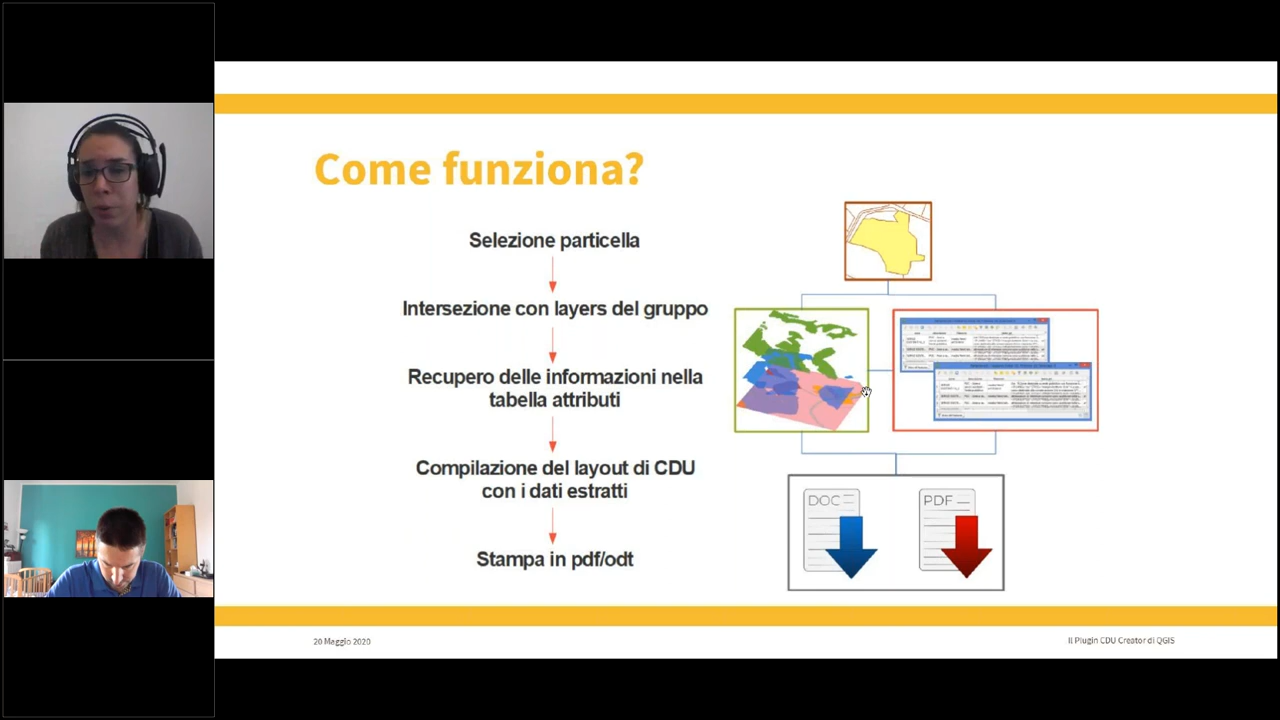 Come funziona?
Selezione particella
Intersezione con layers del gruppo
Recupero delle informazioni nella
tabella attributi
Compilazione del layout di CDU
con i dati estratti
Stampa in pdf/odt
DOC
PDF
20 Maggio 2020
Il Plugin CDU Creator di QGIS